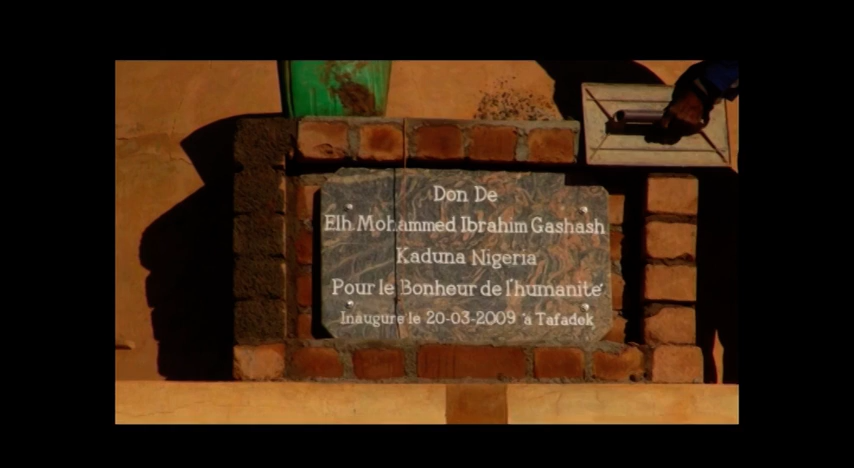 Don De
Elh. Mohammed Ibrahim Gashash
Kaduna Nigeria
Pour le Bonheur de l'humanite'
Inaugure le 20-03-2009 'a Tafadek